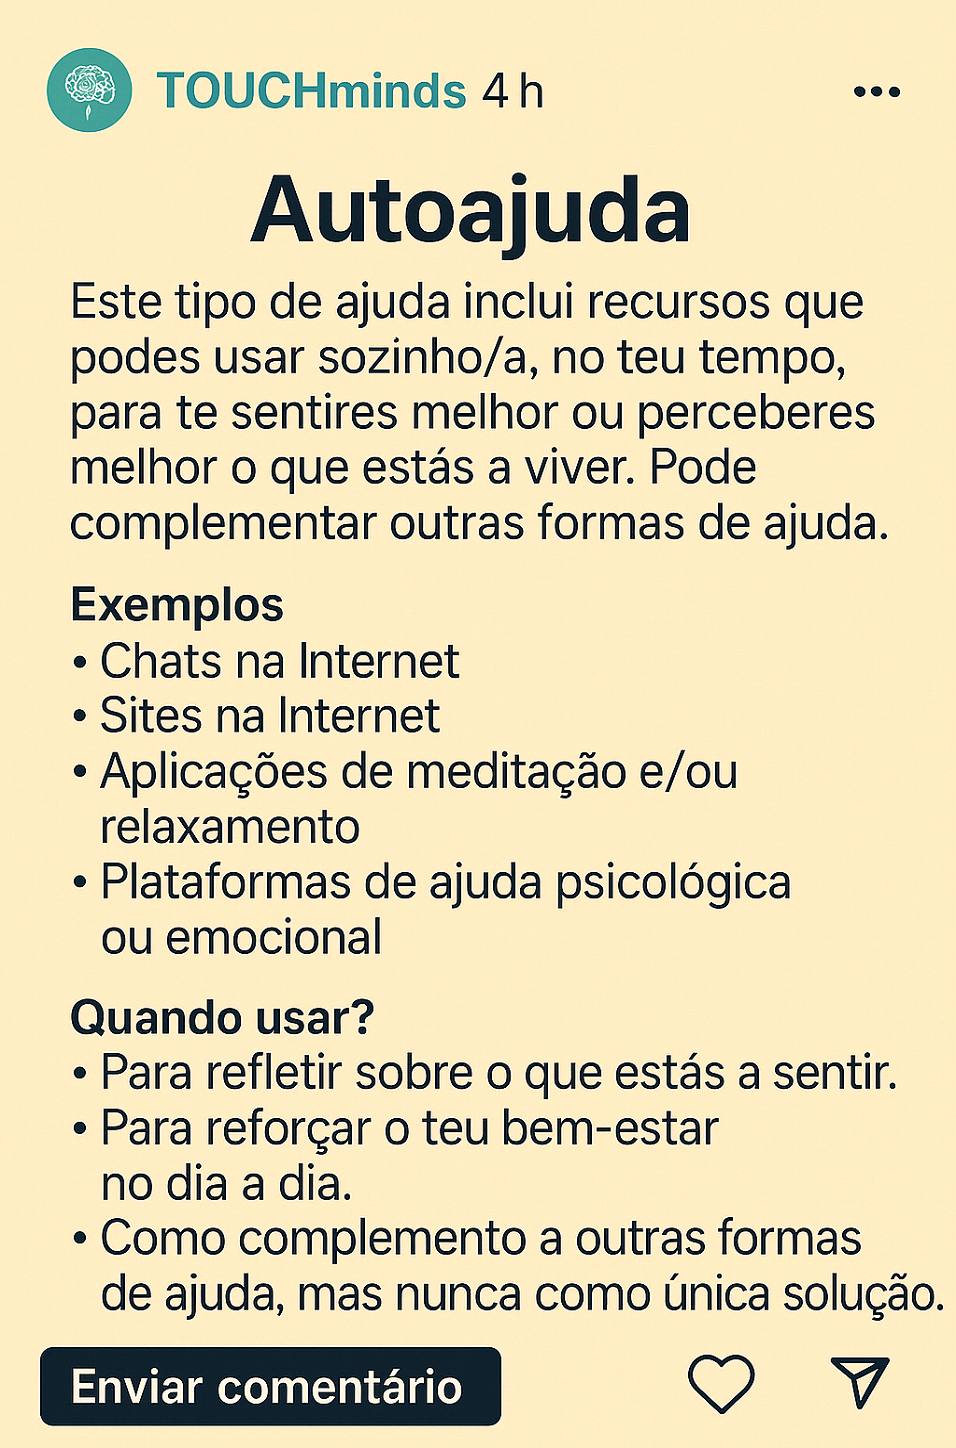 TOUCHminds 4 h
Autoajuda
Este tipo de ajuda inclui recursos que
podes usar sozinho/a, no teu tempo,
para te sentires melhor ou perceberes
melhor o que estás a viver. Pode
complementar outras formas de ajuda.
Exemplos
• Chats na Internet
• Sites na Internet
• Aplicações de meditação e/ou
relaxamento
• Plataformas de ajuda psicológica
ou emocional
Quando usar?
• Para refletir sobre o que estás a sentir.
• Para reforçar o teu bem-estar
no dia a dia.
• Como complemento a outras formas
de ajuda, mas nunca como única solução.
Enviar comentário